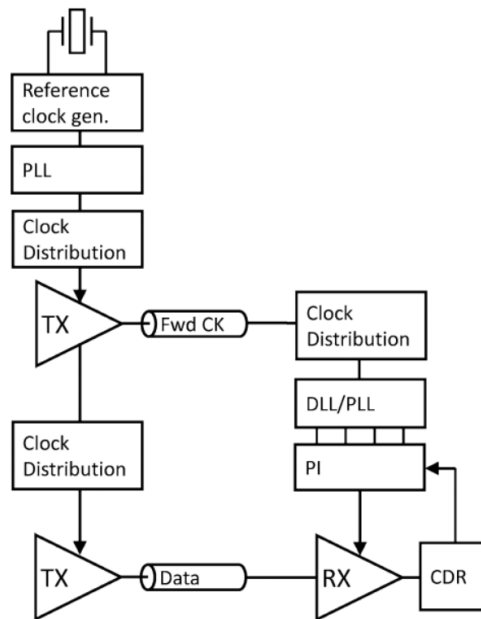 Reference
clock gen.
PLL
Clock
Distribution
TX
Fwd CK
Clock
Distribution
DLL/PLL
Clock
Distribution
PI
TX
Data
RX
CDR